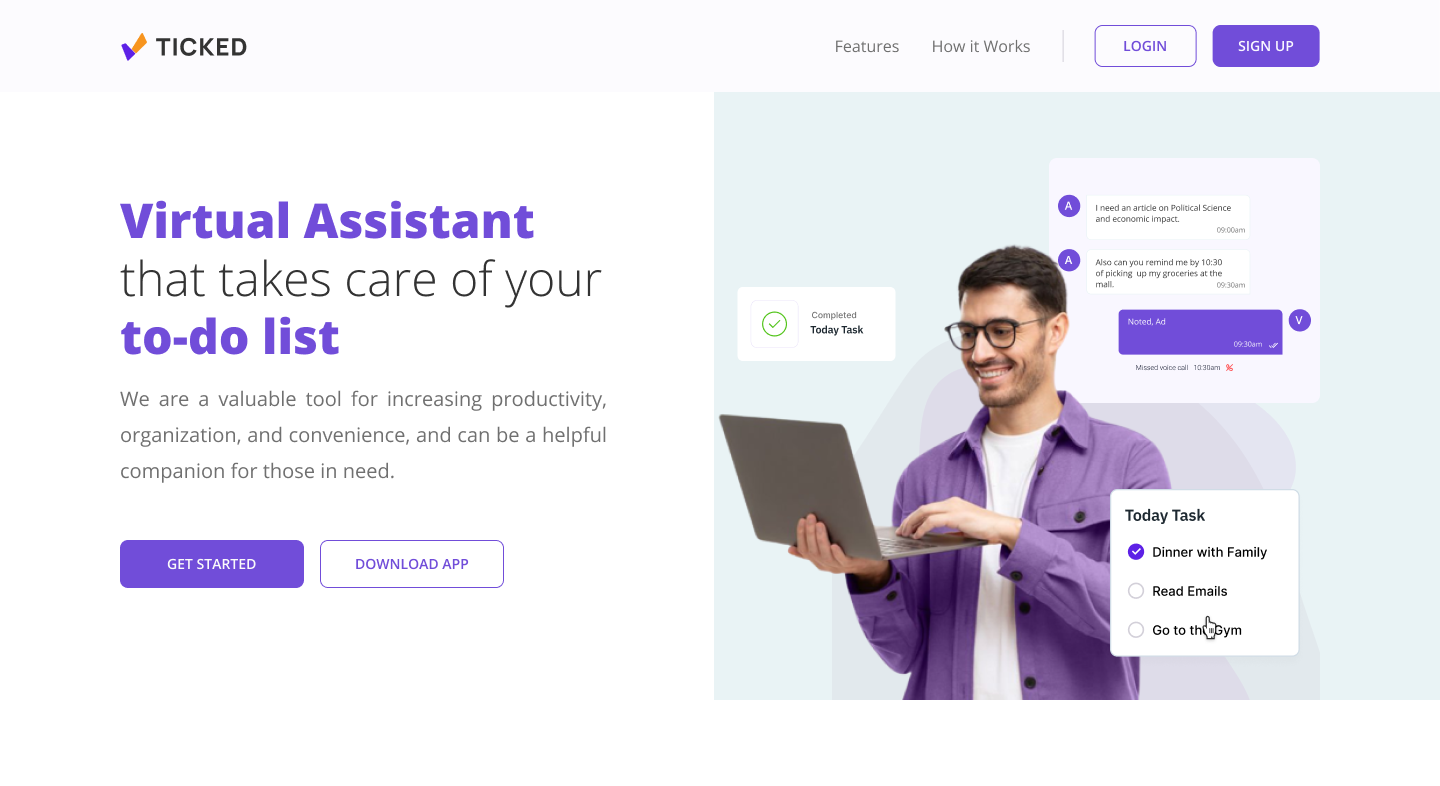 TICKED
Features
How it Works
LOGIN
SIGN UP
Virtual Assistant
that takes care of your
to-do list
We are a valuable tool for increasing productivity,
organization, and convenience, and can be a helpful
companion for those in need.
GET STARTED
DOWNLOAD APP
A
I need an article on Political Science
and economic impact.
09:00am
A
Also can you remind me by 10:30
of picking up my groceries at the
mall.
09:30am
Noted, Ad
09:30am
V
Missed voice call 10:30am
Completed
Today Task
Today Task
Dinner with Family
Read Emails
Go to the Gym